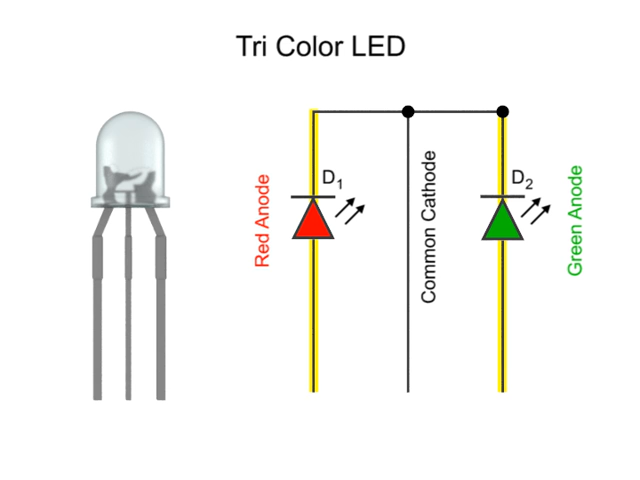 Tri Color LED
Red Anode
D1
Common Cathode
D2
Green Anode